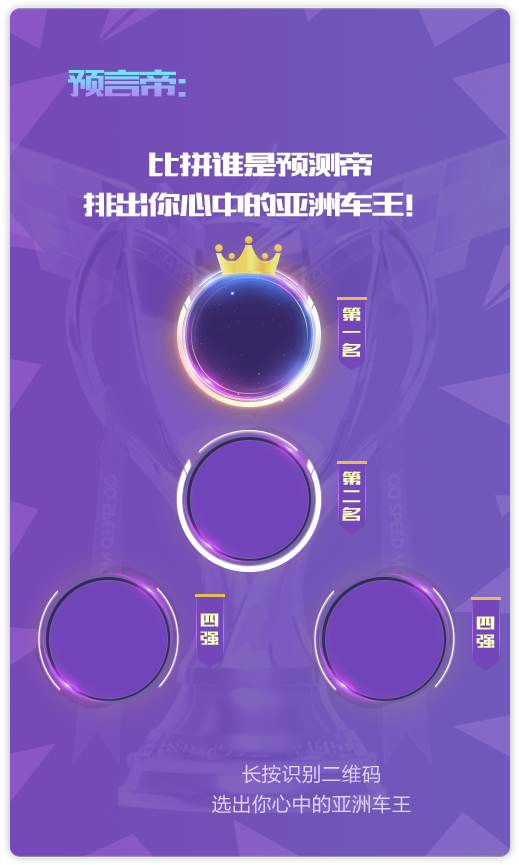 预言帝:
比拼谁是预测帝
排出你心中的亚洲车王!
第一名
第二名
四强
四强
长按识别二维码
选出你心中的亚洲车王